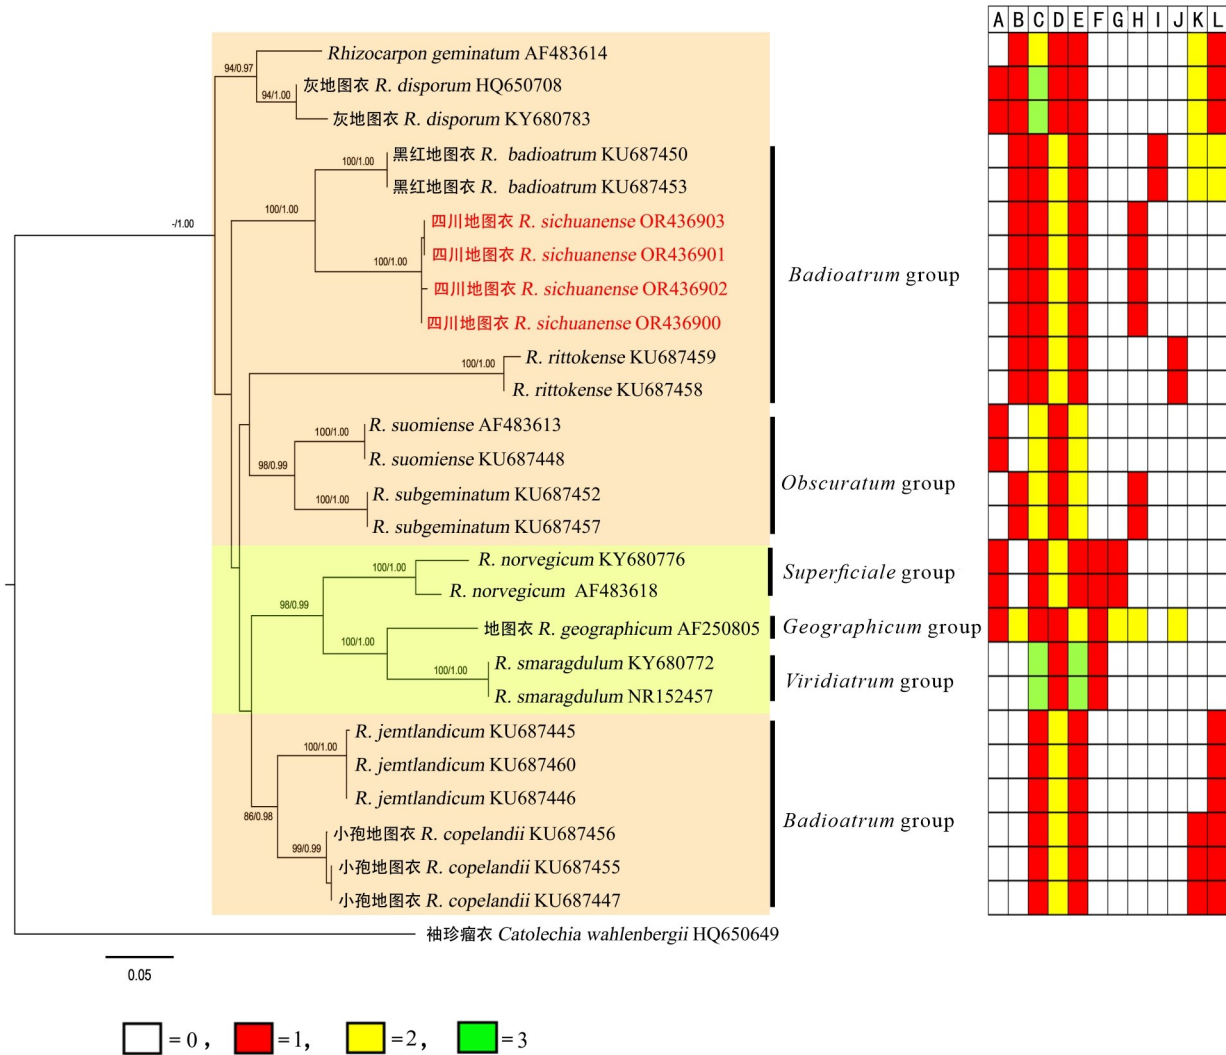 A B C D E F G H I J K L
Rhizocarpon geminatum AF483614
94/0.97
灰地图衣 R. disporum HQ650708
94/1.00
灰地图衣 R. disporum KY680783
黑红地图衣 R. badioatrum KU687450
100/1.00
黑红地图衣 R. badioatrum KU687453
100/1.00
四川地图衣 R. sichuanense OR436903
-/1.00
四川地图衣 R. sichuanense OR436901
100/1.00
Badioatrum group
四川地图衣 R. sichuanense OR436902
四川地图衣 R. sichuanense OR436900
R. rittokense KU687459
100/1.00
R. rittokense KU687458
R. suomiense AF483613
100/1.00
R. suomiense KU687448
98/0.99
Obscuratum group
R. subgeminatum KU687452
100/1.00
R. subgeminatum KU687457
R. norvegicum KY680776
100/1.00
Superficiale group
R. norvegicum AF483618
98/0.99
地图衣 R. geographicum AF250805
Geographicum group
100/1.00
R. smaragdulum KY680772
100/1.00
Viridiatrum group
R. smaragdulum NR152457
R. jemtlandicum KU687445
100/1.00
R. jemtlandicum KU687460
R. jemtlandicum KU687446
86/0.98
Badioatrum group
小孢地图衣 R. copelandii KU687456
99/0.99
小孢地图衣 R. copelandii KU687455
小孢地图衣 R. copelandii KU687447
袖珍瘤衣 Catolechia wahlenbergii HQ650649
0.05
=0， =1, =2， =3